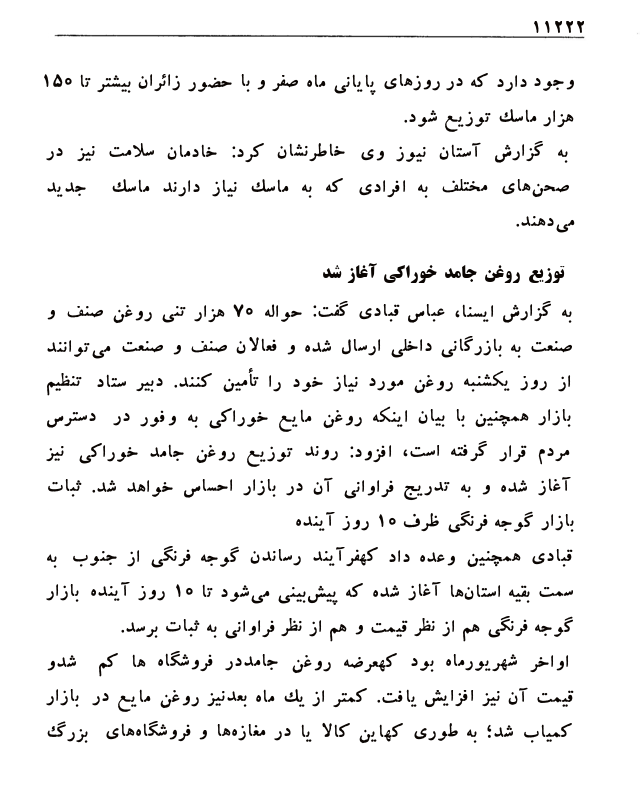 ۱۱۲۲۲
وجود دارد که در روزهای پایانی ماه صفر و با حضور زائران بیشتر تا ۱۵۰
هزار ماسك توزیع شود.
به گزارش آستان نیوز وی خاطرنشان کرد: خادمان سلامت نیز در
صحن‌های مختلف به افرادی که به ماسك نیاز دارند ماسك جدید
می‌دهند.
توزیع روغن جامد خوراکی آغاز شد
به گزارش ایسنا، عباس قبادی گفت: حواله ۷۰ هزار تنی روغن صنف و
صنعت به بازرگانی داخلی ارسال شده و فعالان صنف و صنعت می‌توانند
از روز یکشنبه روغن مورد نیاز خود را تأمین کنند. دبیر ستاد تنظیم
بازار همچنین با بیان اینکه روغن مایع خوراکی به وفور در دسترس
مردم قرار گرفته است، افزود: روند توزیع روغن جامد خوراکی نیز
آغاز شده و به تدریج فراوانی آن در بازار احساس خواهد شد. ثبات
بازار گوجه فرنگی ظرف ۱۰ روز آینده
قبادی همچنین وعده داد کهفرآیند رساندن گوجه فرنگی از جنوب به
سمت بقیه استان‌ها آغاز شده که پیش‌بینی می‌شود تا ۱۰ روز آینده بازار
گوجه فرنگی هم از نظر قیمت و هم از نظر فراوانی به ثبات برسد.
اواخر شهریورماه بود کهعرضه روغن جامددر فروشگاه ها کم شدو
قیمت آن نیز افزایش یافت. کمتر از یك ماه بعدنیز روغن مایع در بازار
کمیاب شد؛ به طوری کهاین کالا یا در مغازه‌ها و فروشگاه‌های بزرگ